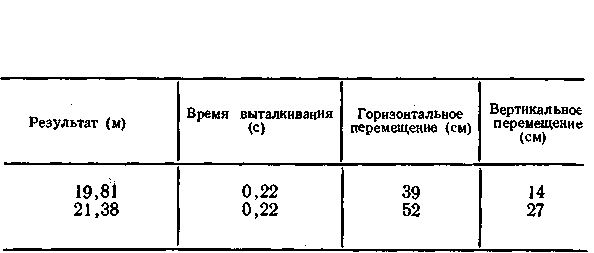 Результат (м)
Время выталкивания
(с)
Горизонтальное
перемещение (см)
Вертикальное
перемещение
(см)
19,81 0,22 39 14
21,38 0,22 52 27